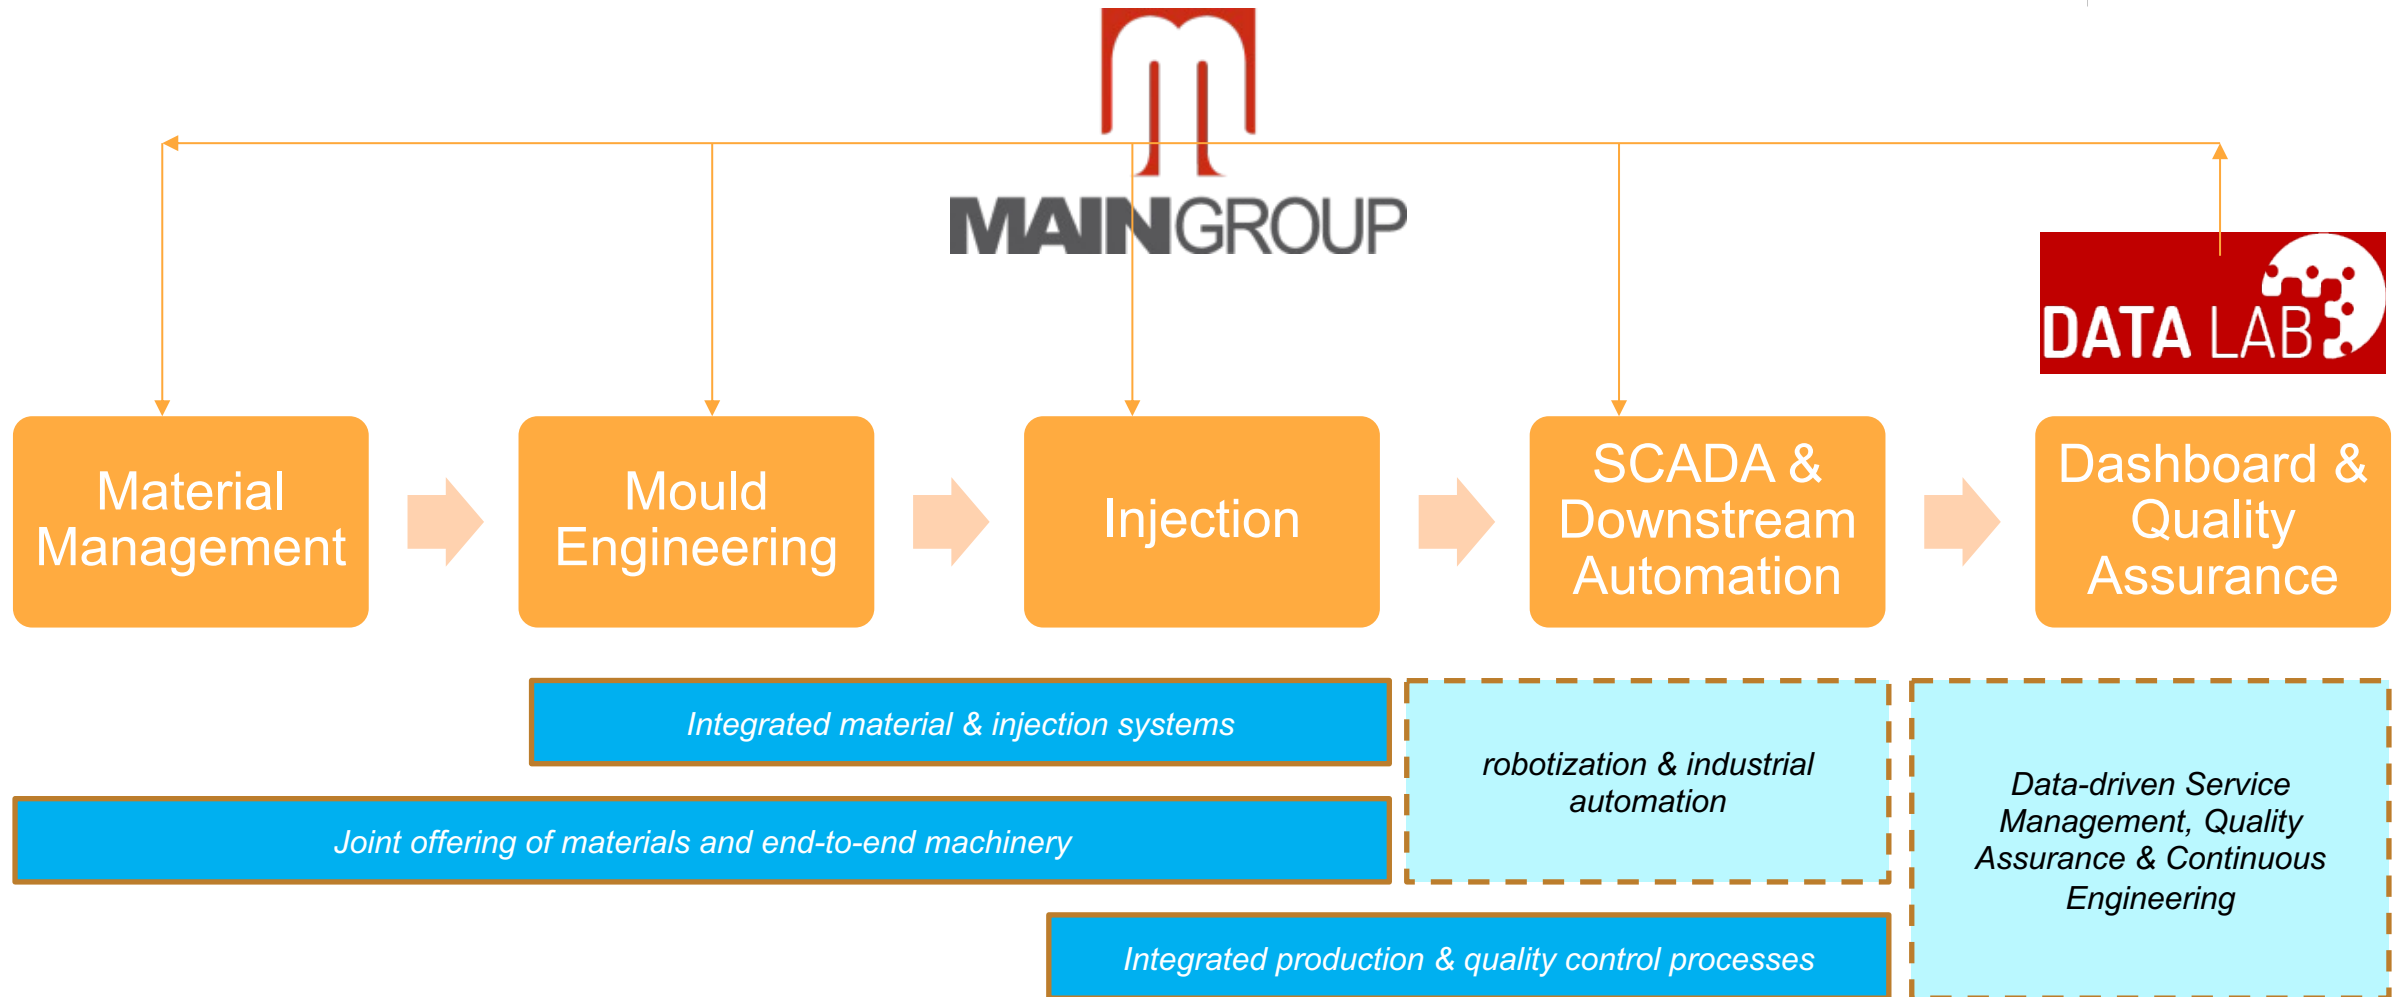 MAINGROUP
DATA LAB
Material
Management
Mould
Engineering
Injection
SCADA &
Downstream
Automation
Dashboard &
Quality
Assurance
Integrated material & injection systems
Joint offering of materials and end-to-end machinery
Integrated production & quality control processes
robotization & industrial
automation
Data-driven Service
Management, Quality
Assurance & Continuous
Engineering